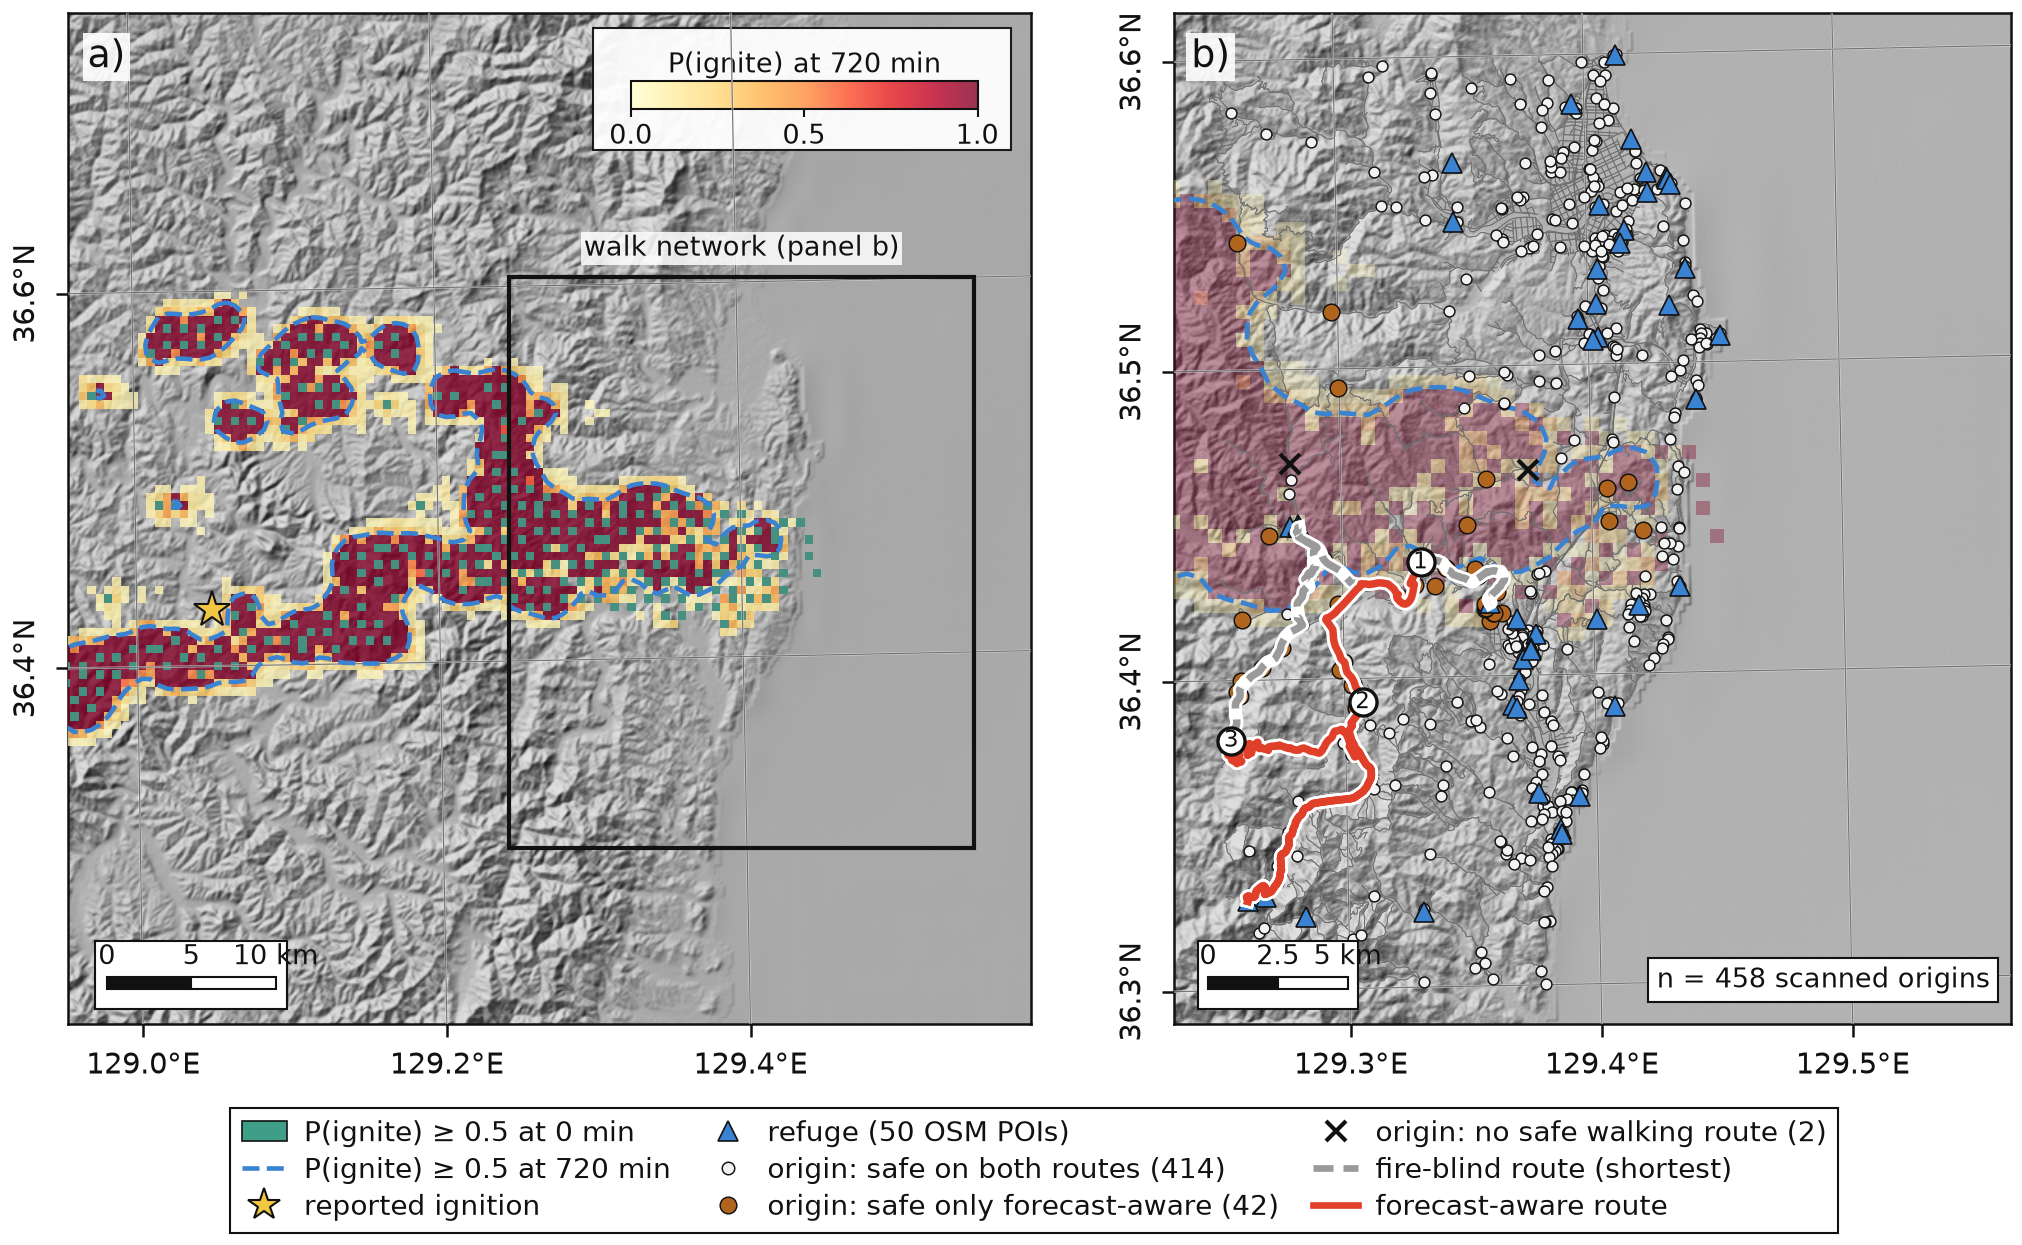 a)
P(ignite) at 720 min
0.0 0.5 1.0
walk network (panel b)
36.6°N
36.4°N
0 5 10 km
129.0°E 129.2°E 129.4°E
b)
36.6°N
36.5°N
36.4°N
36.3°N
1
2
3
0 2.5 5 km
n = 458 scanned origins
129.3°E 129.4°E 129.5°E
P(ignite) ≥ 0.5 at 0 min
P(ignite) ≥ 0.5 at 720 min
reported ignition
refuge (50 OSM POIs)
origin: safe on both routes (414)
origin: safe only forecast-aware (42)
origin: no safe walking route (2)
fire-blind route (shortest)
forecast-aware route